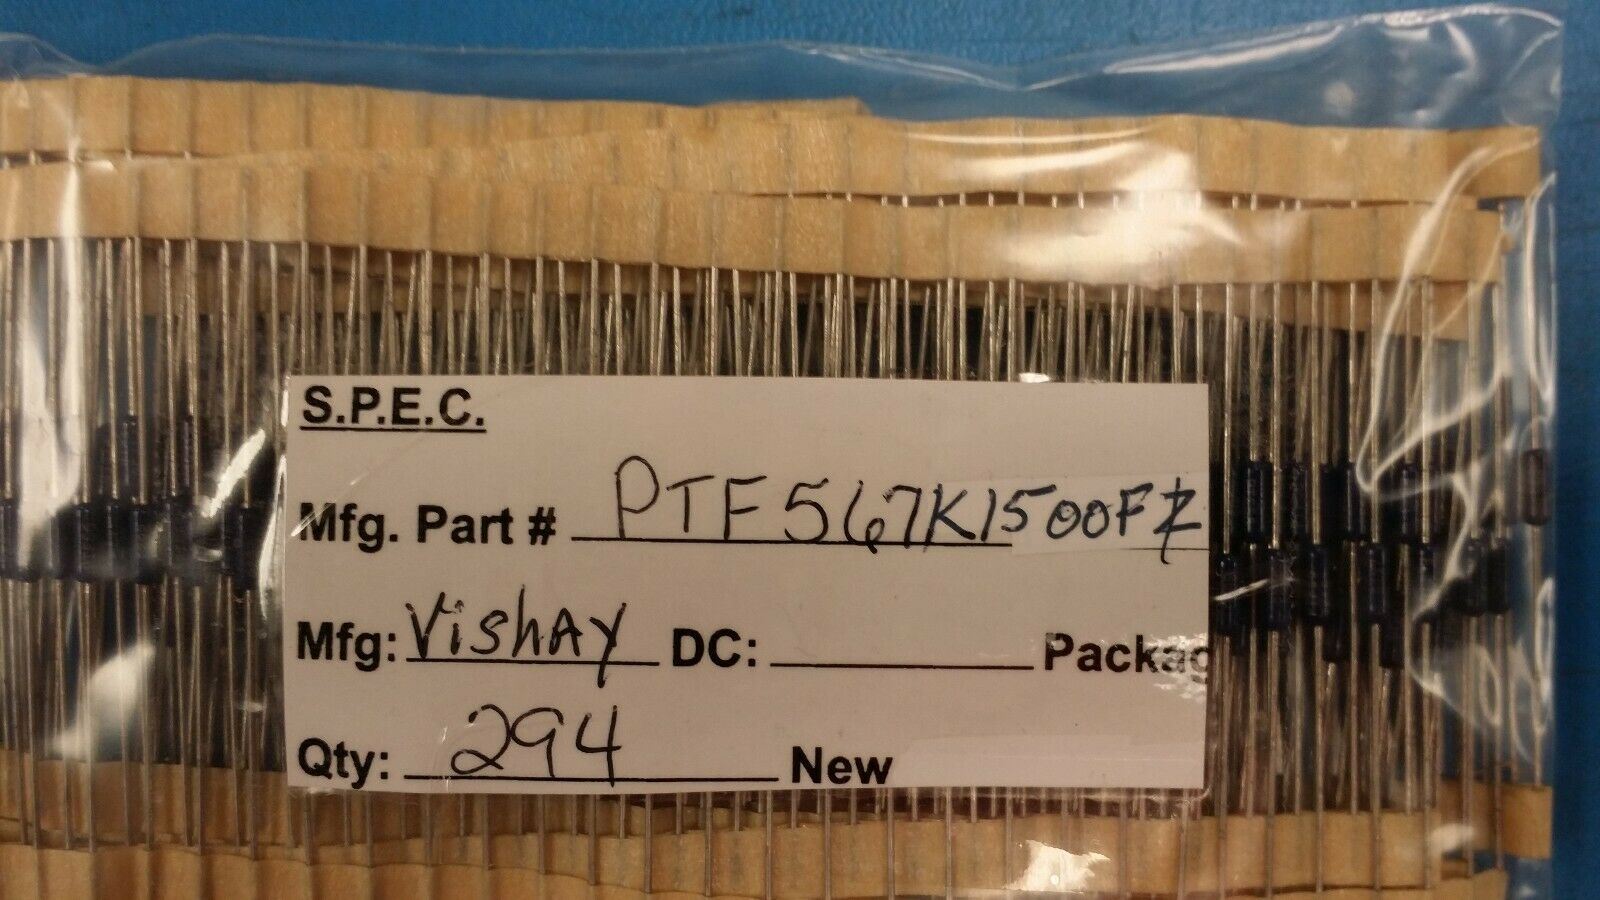 S.P.E.C.
Mfg. Part # PTF567K1500FZ
Mfg: Vishay DC: Packag
Qty: 294 New